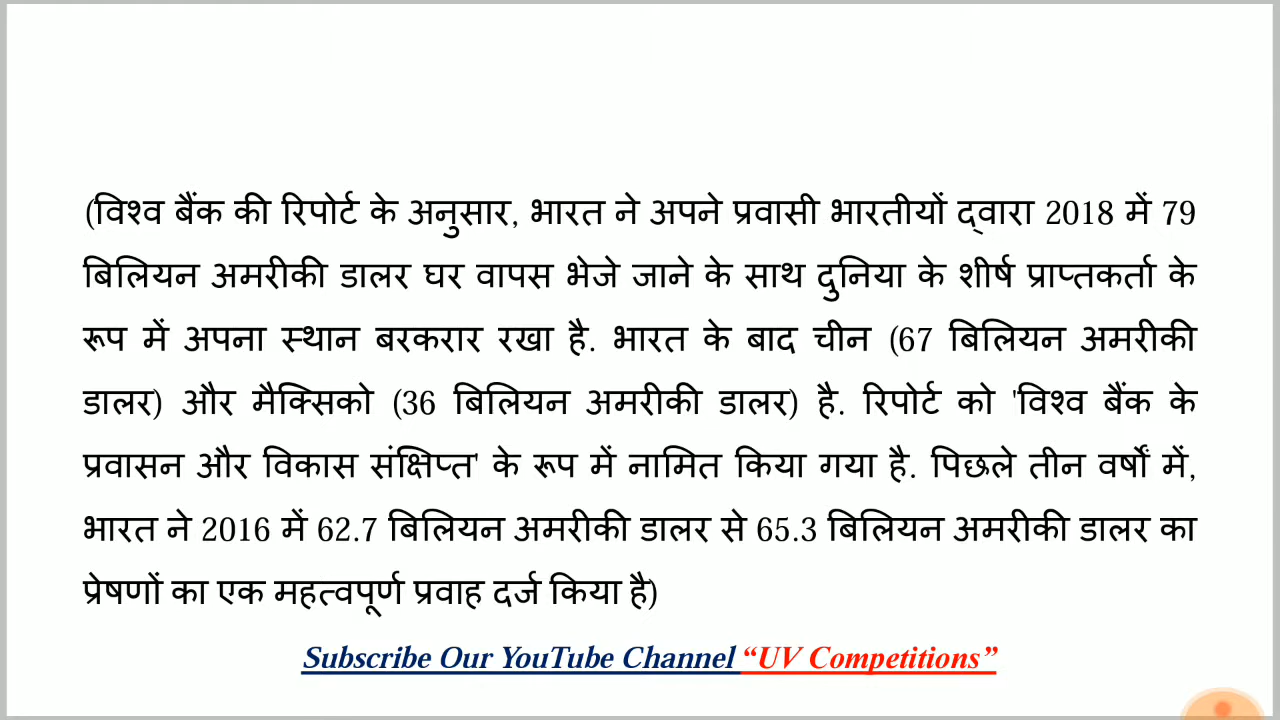 (विश्व बैंक की रिपोर्ट के अनुसार, भारत ने अपने प्रवासी भारतीयों द्वारा 2018 में 79
बिलियन अमरीकी डालर घर वापस भेजे जाने के साथ दुनिया के शीर्ष प्राप्तकर्ता के
रूप में अपना स्थान बरकरार रखा है. भारत के बाद चीन (67 बिलियन अमरीकी
डालर) और मैक्सिको (36 बिलियन अमरीकी डालर) है. रिपोर्ट को 'विश्व बैंक के
प्रवासन और विकास संक्षिप्त' के रूप में नामित किया गया है. पिछले तीन वर्षों में,
भारत ने 2016 में 62.7 बिलियन अमरीकी डालर से 65.3 बिलियन अमरीकी डालर का
प्रेषणों का एक महत्वपूर्ण प्रवाह दर्ज किया है)
Subscribe Our YouTube Channel “UV Competitions”